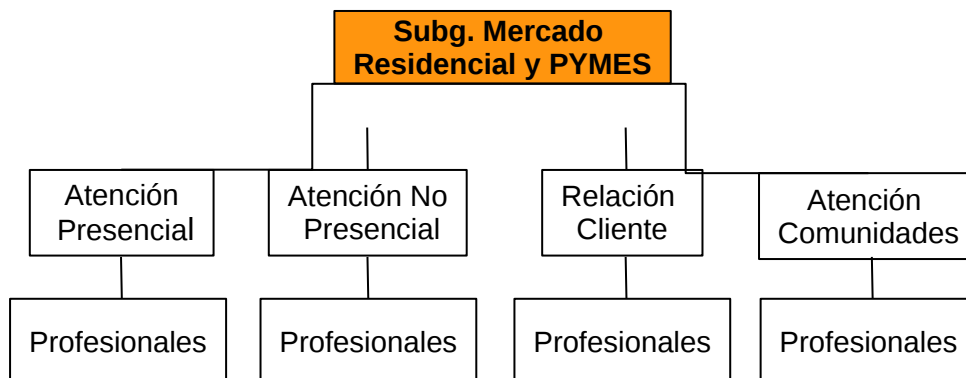 Subg. Mercado
Residencial y PYMES
Atención
Presencial
Atención No
Presencial
Relación
Cliente
Atención
Comunidades
Profesionales
Profesionales
Profesionales
Profesionales